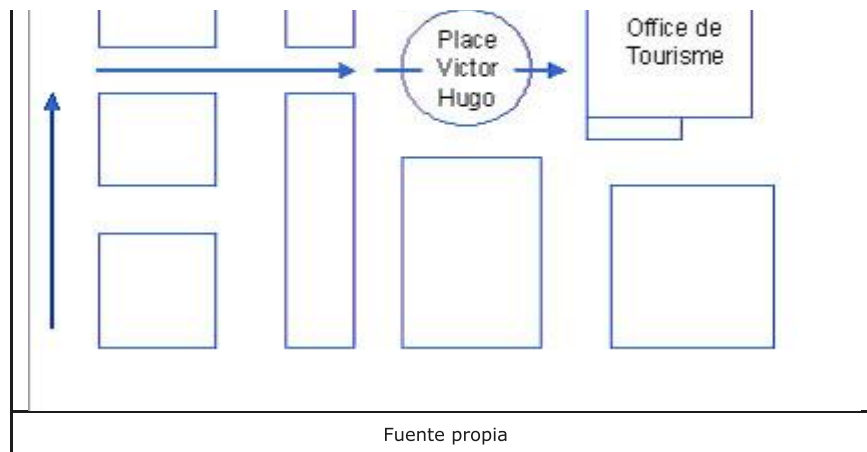 Place
Victor
Hugo
Office de
Tourisme
Fuente propia